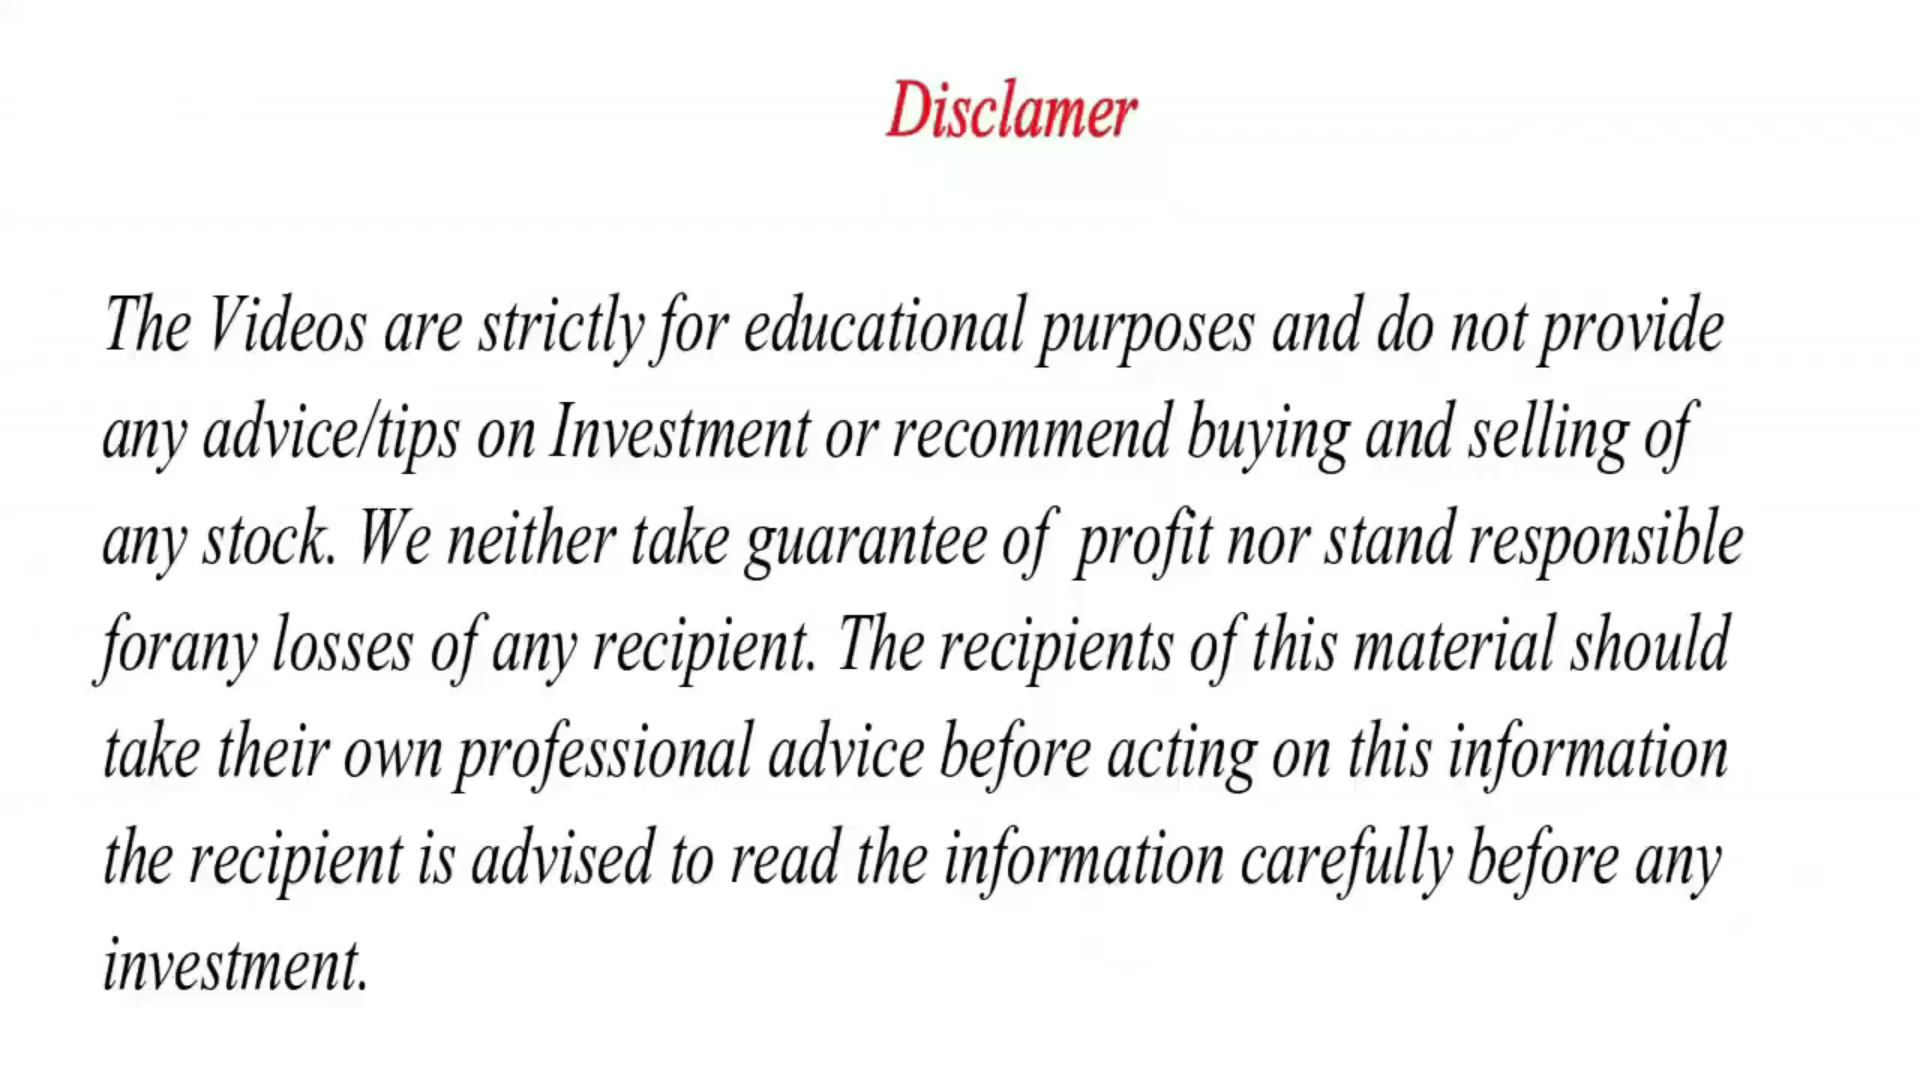 Disclamer
The Videos are strictly for educational purposes and do not provide
any advice/tips on Investment or recommend buying and selling of
any stock. We neither take guarantee of  profit nor stand responsible
forany losses of any recipient. The recipients of this material should
take their own professional advice before acting on this information
the recipient is advised to read the information carefully before any
investment.